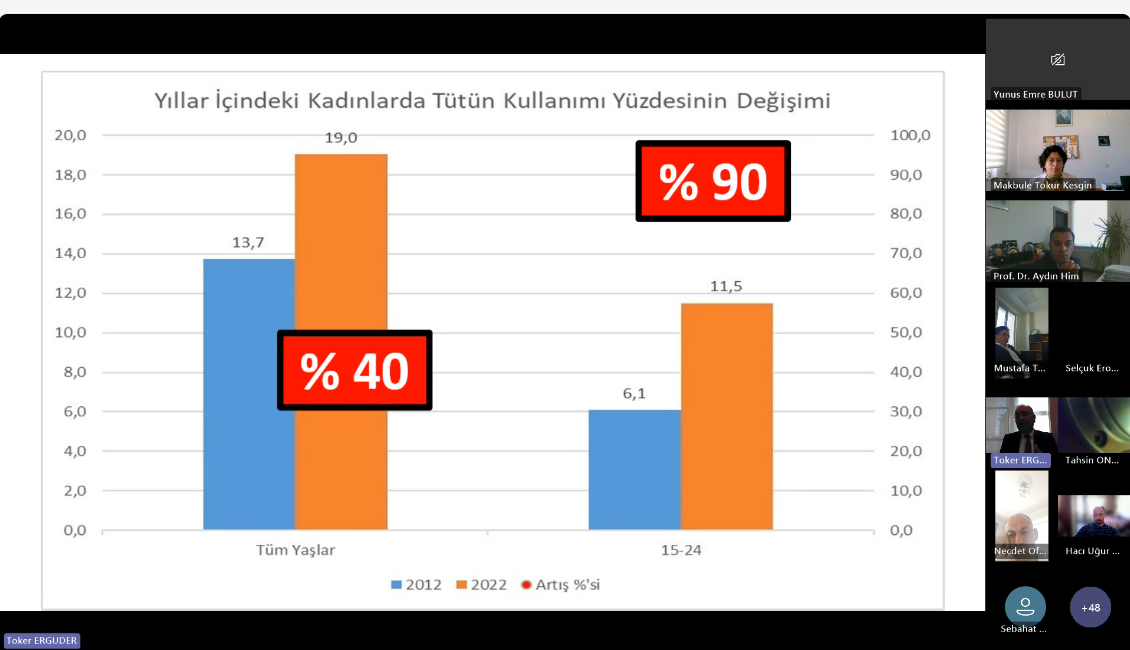 Yıllar İçindeki Kadınlarda Tütün Kullanımı Yüzdesinin Değişimi
20,0
18,0
16,0
14,0
12,0
10,0
8,0
6,0
4,0
2,0
0,0
13,7
19,0
% 40
6,1
11,5
% 90
100,0
90,0
80,0
70,0
60,0
50,0
40,0
30,0
20,0
10,0
0,0
Tüm Yaşlar
15-24
2012 2022 Artış %'si
Toker ERGUDER
Yunus Emre BULUT
Makbule Tokur Kesgin
Prof. Dr. Aydın Him
Mustafa T...
Selçuk Ero...
Toker ERG...
Tahsin ON...
Necdet Of...
Hacı Uğur ...
Sebahat ...
+48